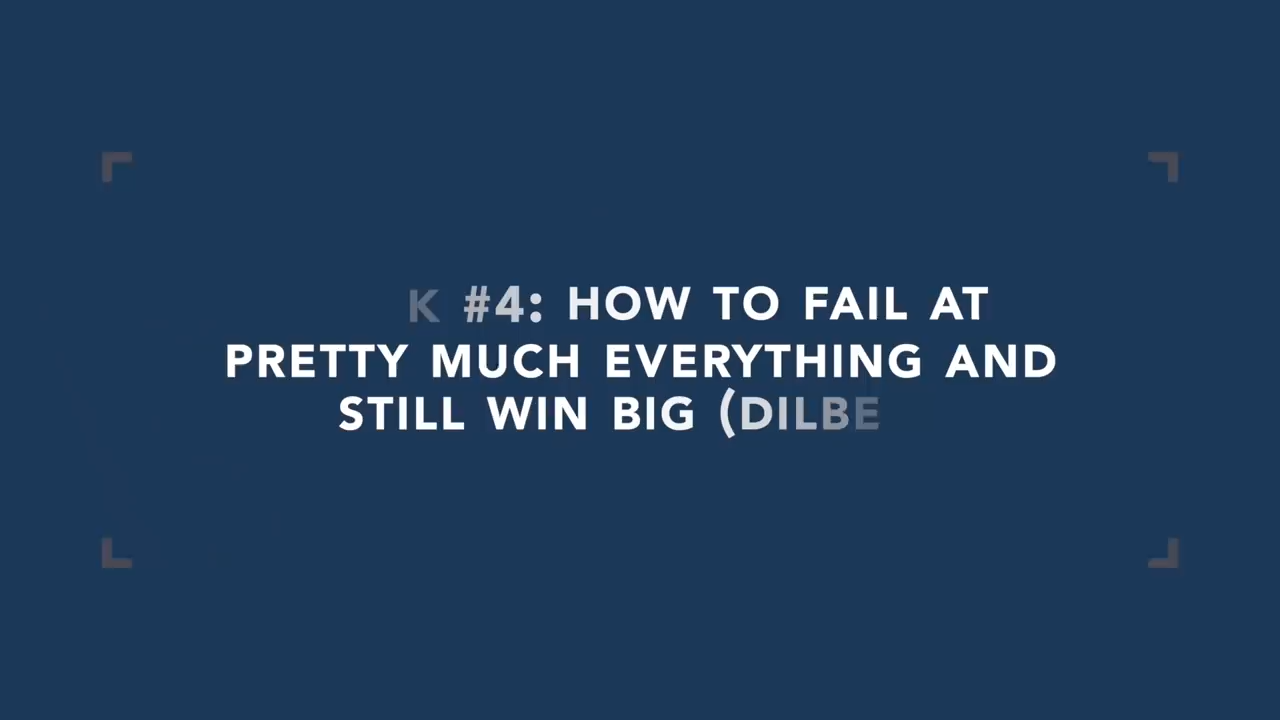 K #4: HOW TO FAIL AT
PRETTY MUCH EVERYTHING AND
STILL WIN BIG (DILBE